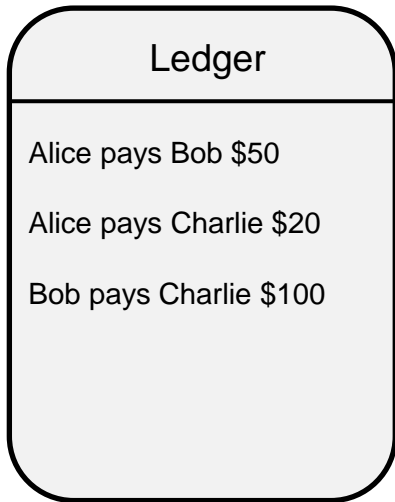 Ledger
Alice pays Bob $50
Alice pays Charlie $20
Bob pays Charlie $100